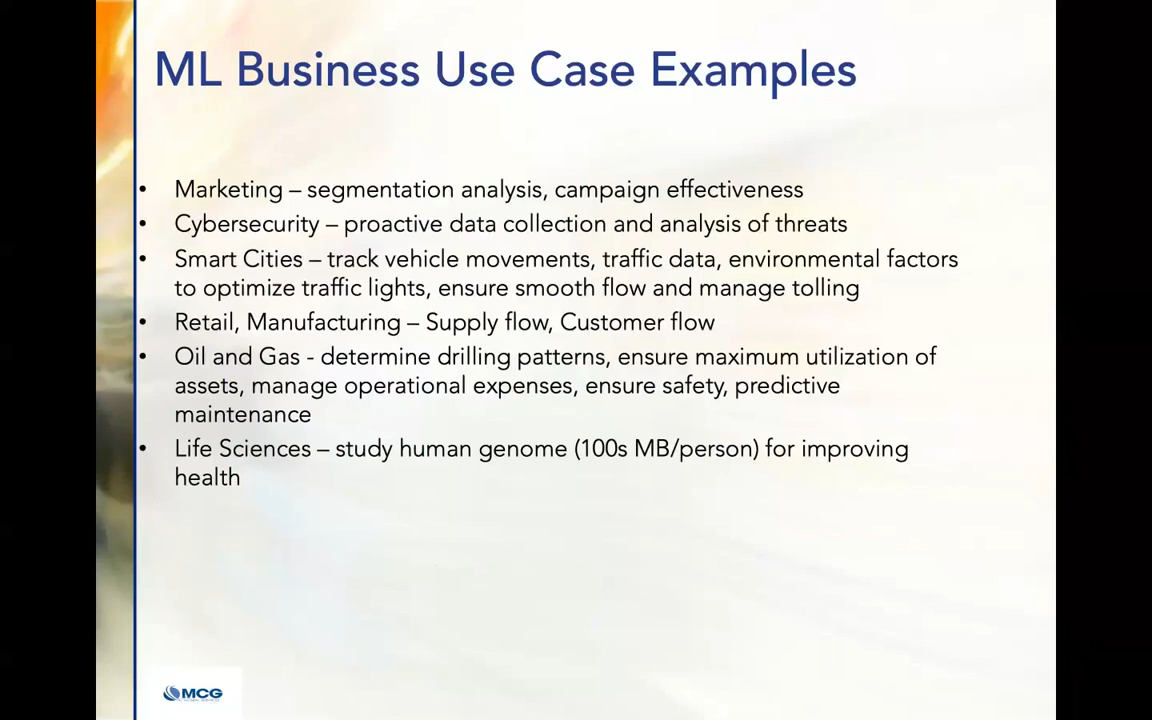 ML Business Use Case Examples
• Marketing – segmentation analysis, campaign effectiveness
• Cybersecurity – proactive data collection and analysis of threats
• Smart Cities – track vehicle movements, traffic data, environmental factors
to optimize traffic lights, ensure smooth flow and manage tolling
• Retail, Manufacturing – Supply flow, Customer flow
• Oil and Gas - determine drilling patterns, ensure maximum utilization of
assets, manage operational expenses, ensure safety, predictive
maintenance
• Life Sciences – study human genome (100s MB/person) for improving
health
MCG